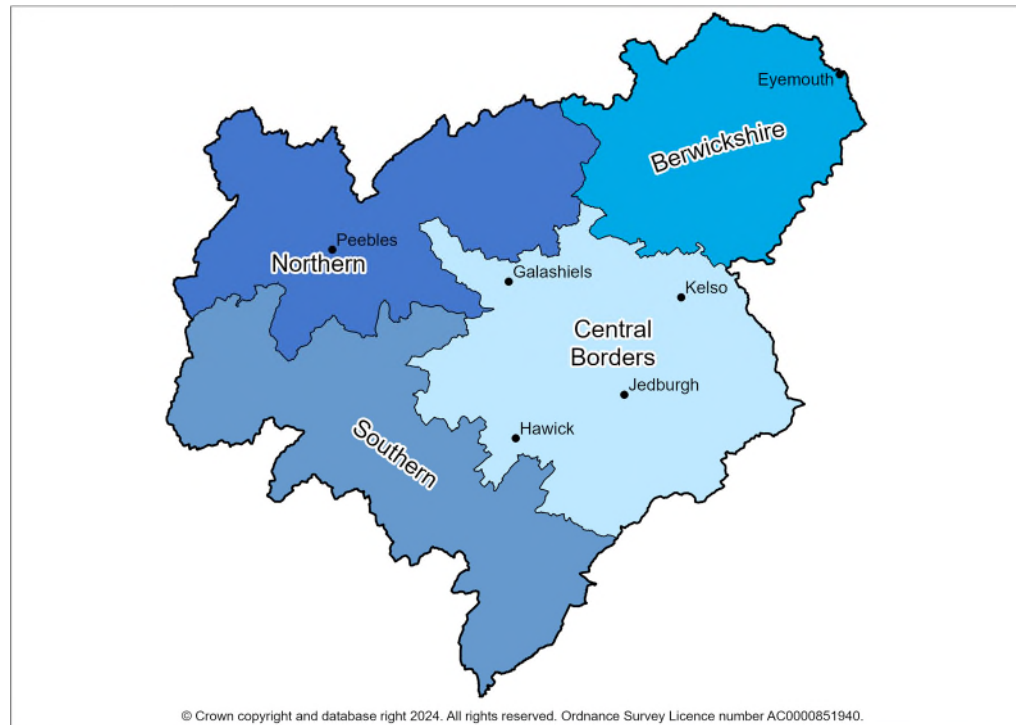 Eyemouth
Berwickshire
Peebles
Northern
Galashiels
Kelso
Central
Borders
Jedburgh
Hawick
Southern
© Crown copyright and database right 2024. All rights reserved. Ordnance Survey Licence number AC0000851940.